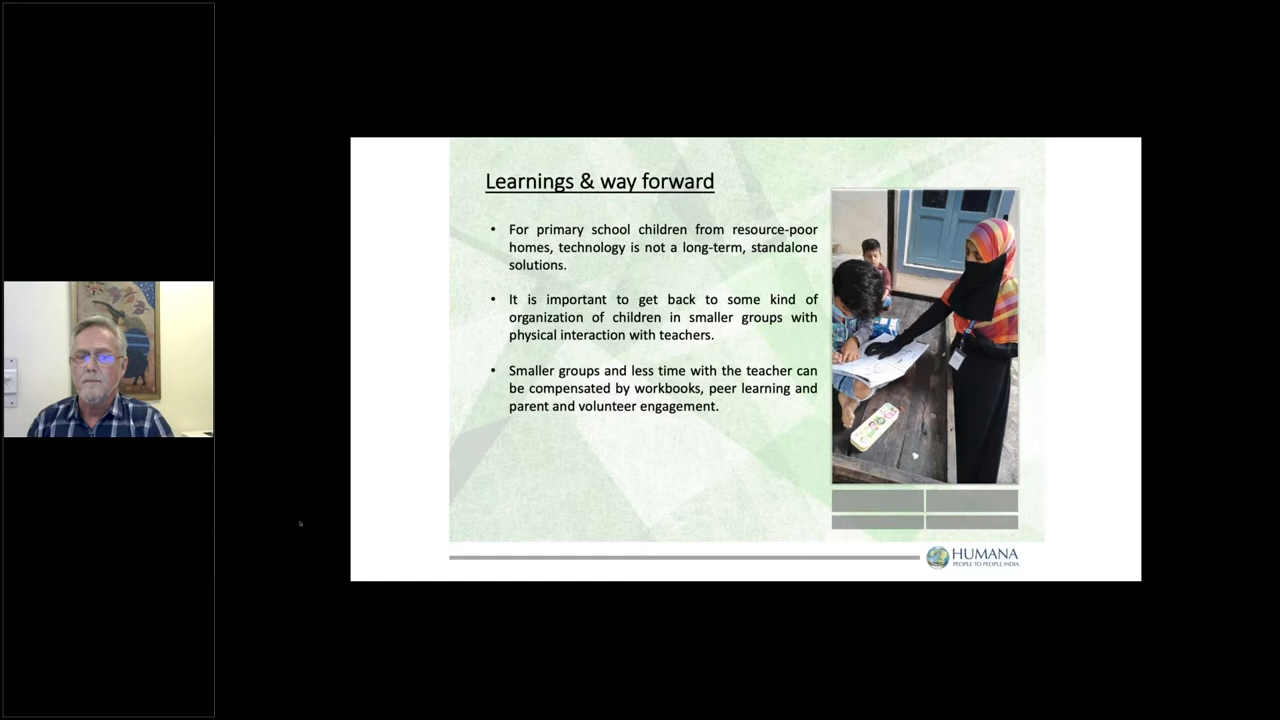 Learnings & way forward
• For primary school children from resource-poor
homes, technology is not a long-term, standalone
solutions.
• It is important to get back to some kind of
organization of children in smaller groups with
physical interaction with teachers.
• Smaller groups and less time with the teacher can
be compensated by workbooks, peer learning and
parent and volunteer engagement.
HUMANA
PEOPLE TO PEOPLE INDIA